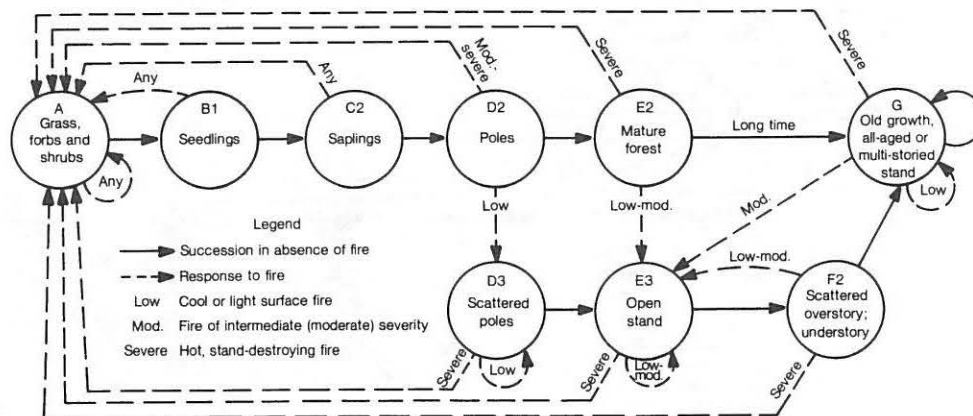 Severe
Mod.-
severe
Severe
Severe
Any
Any
A
Grass,
forbs and
shrubs
B1
Seedlings
C2
Saplings
D2
Poles
E2
Mature
forest
Long time
G
Old growth,
all-aged or
multi-storied
stand
Any
Low
Low-mod.
Mod.
Low
Legend
Succession in absence of fire
Response to fire
Low Cool or light surface fire
Mod. Fire of intermediate (moderate) severity
Severe Hot, stand-destroying fire
D3
Scattered
poles
E3
Open
stand
Low-mod.
F2
Scattered
overstory;
understory
Severe
Low
Severe
Low-
mod.
Severe